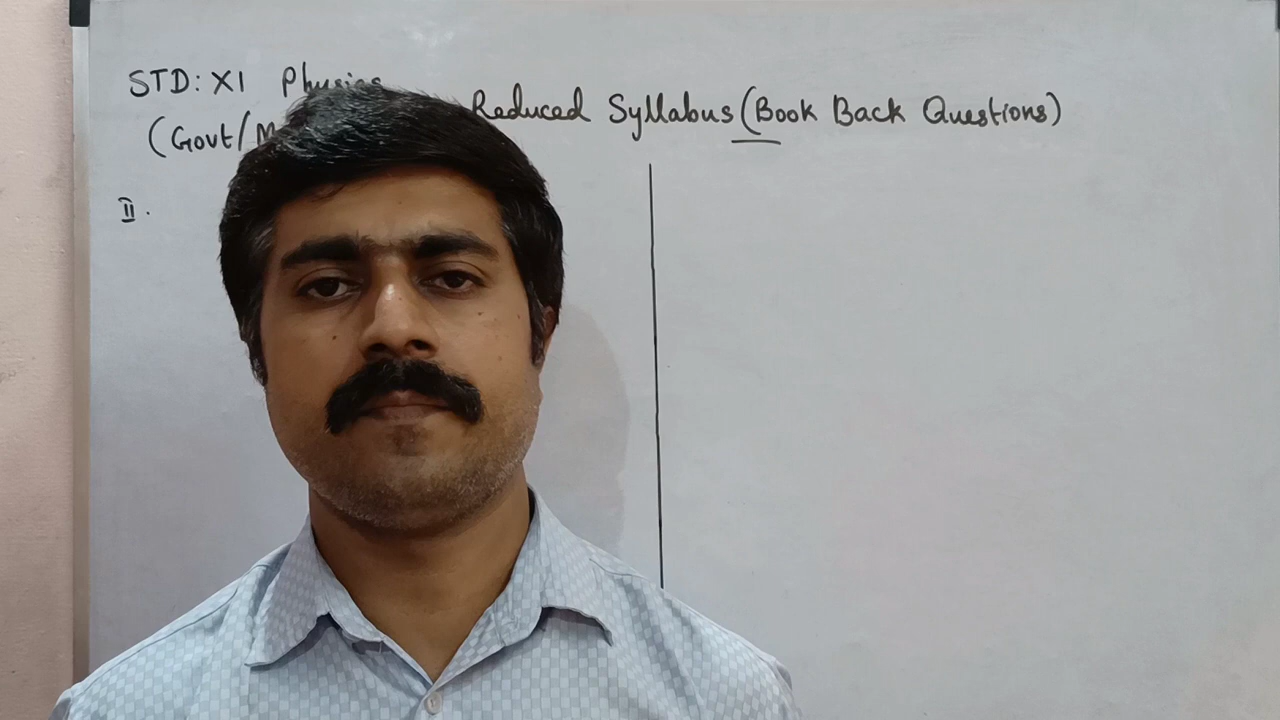 STD: XI Physics
Reduced Syllabus (Book Back Questions)
(Govt/
II.